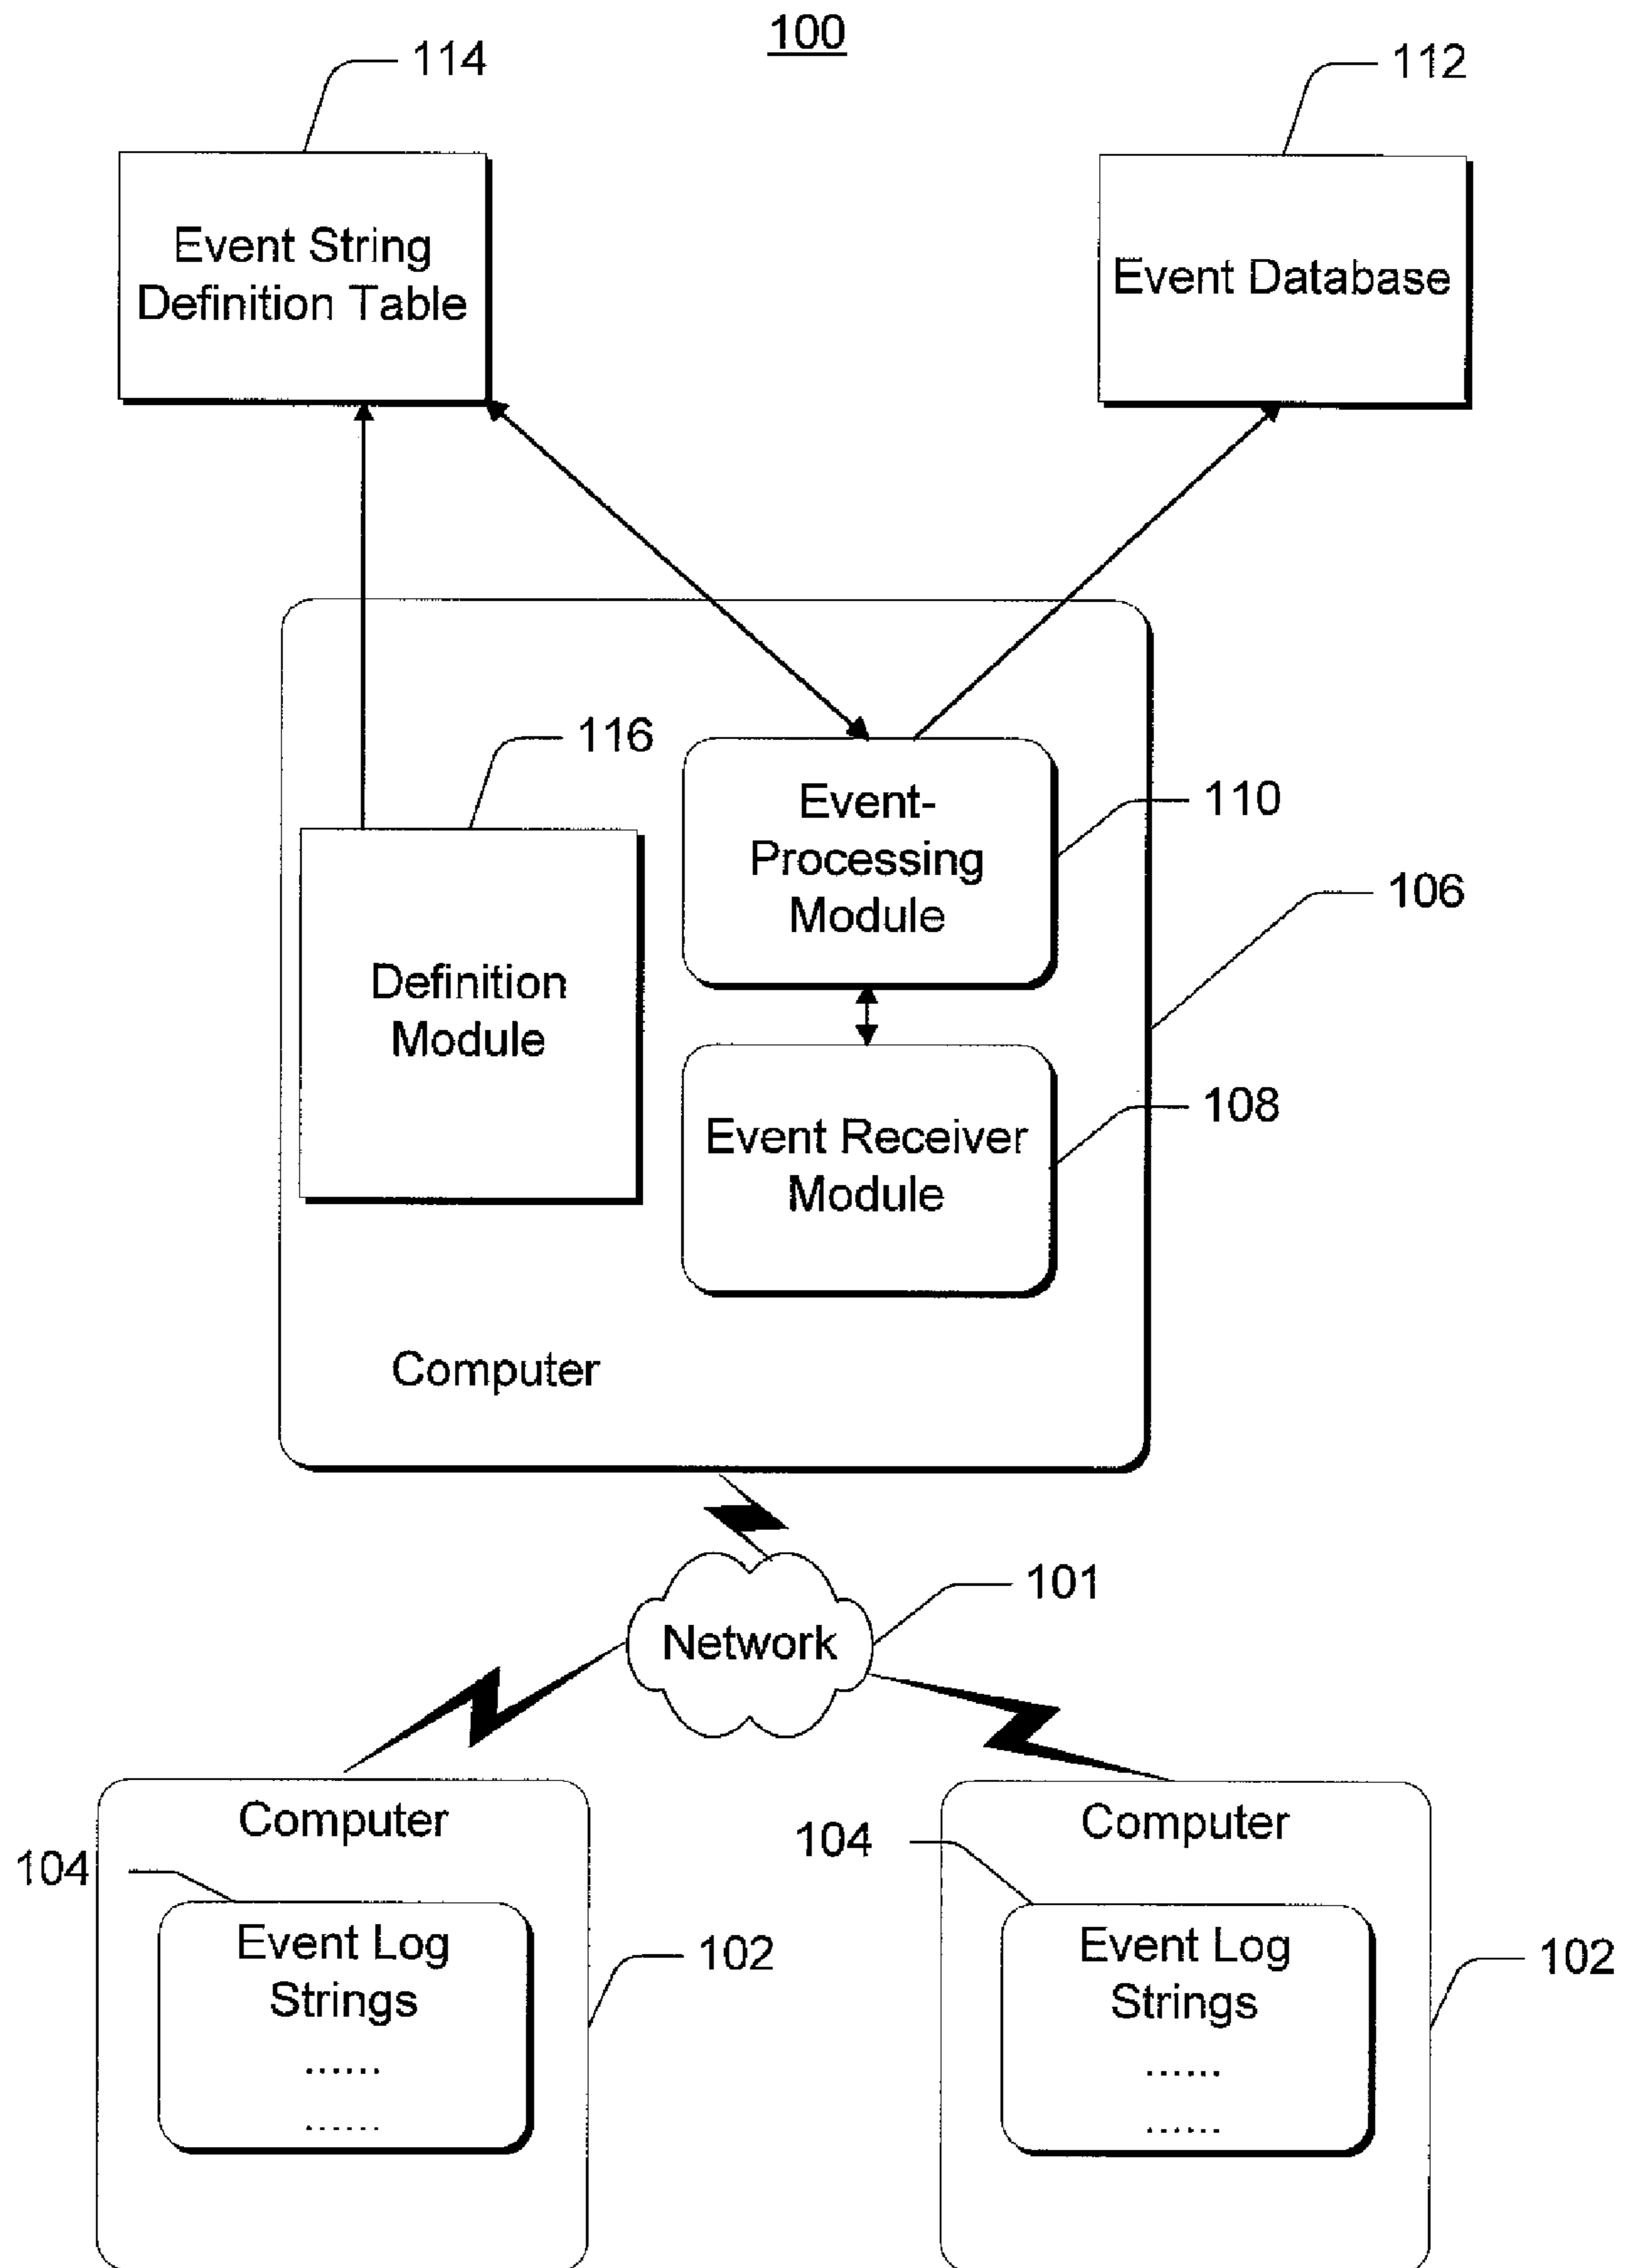 100
114
112
Event String
Definition Table
Event Database
116
Event-
Processing
Module
110
106
Definition
Module
Event Receiver
Module
108
Computer
101
Network
Computer
104
Event Log
Strings
......
......
102
Computer
104
Event Log
Strings
......
......
102